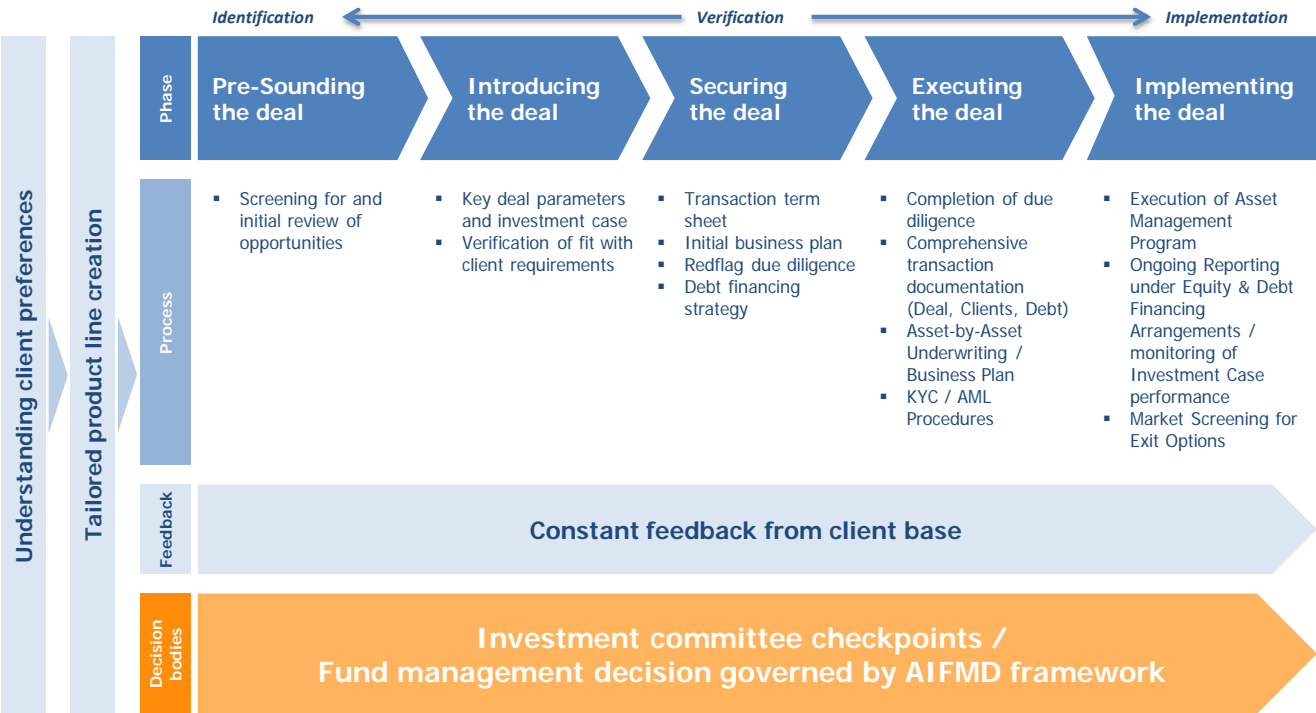 Identification
Verification
Implementation
Understanding client preferences
Tailored product line creation
Phase
Pre-Sounding
the deal
Introducing
the deal
Securing
the deal
Executing
the deal
Implementing
the deal
Process
▪ Screening for and
initial review of
opportunities
▪ Key deal parameters
and investment case
▪ Verification of fit with
client requirements
▪ Transaction term
sheet
▪ Initial business plan
▪ Redflag due diligence
▪ Debt financing
strategy
▪ Completion of due
diligence
▪ Comprehensive
transaction
documentation
(Deal, Clients, Debt)
▪ Asset-by-Asset
Underwriting /
Business Plan
▪ KYC / AML
Procedures
▪ Execution of Asset
Management
Program
▪ Ongoing Reporting
under Equity & Debt
Financing
Arrangements /
monitoring of
Investment Case
performance
▪ Market Screening for
Exit Options
Feedback
Constant feedback from client base
Decision
bodies
Investment committee checkpoints /
Fund management decision governed by AIFMD framework